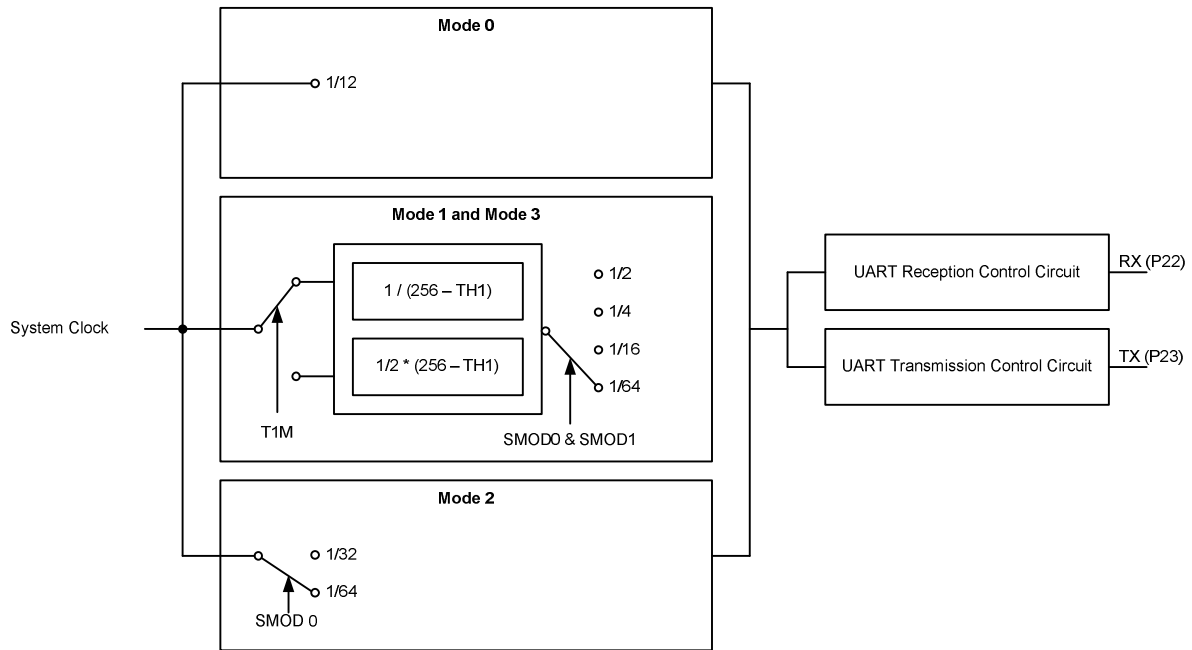 Mode 0
1/12
Mode 1 and Mode 3
1 / (256 – TH1)
1/2 * (256 – TH1)
1/2
1/4
1/16
1/64
T1M
SMOD0 & SMOD1
System Clock
Mode 2
1/32
1/64
SMOD 0
UART Reception Control Circuit
RX (P22)
UART Transmission Control Circuit
TX (P23)